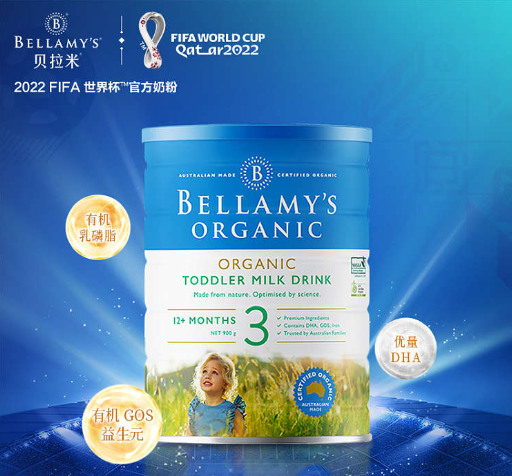 BELLAMY'S®
贝拉米®
FIFA WORLD CUP
Qatar2022
2022 FIFA 世界杯™官方奶粉
AUSTRALIAN MADE
B
CERTIFIED ORGANIC
BELLAMY'S
ORGANIC
ORGANIC
TODDLER MILK DRINK
Made from nature. Optimised by science.
12+ MONTHS
NET 900 g
3
✓ Premium Ingredients
✓ Contains DHA, GOS, Iron
✓ Trusted by Australian Families
有机
乳磷脂
优量
DHA
有机 GOS
益生元
CERTIFIED ORGANIC
AUSTRALIAN
MADE